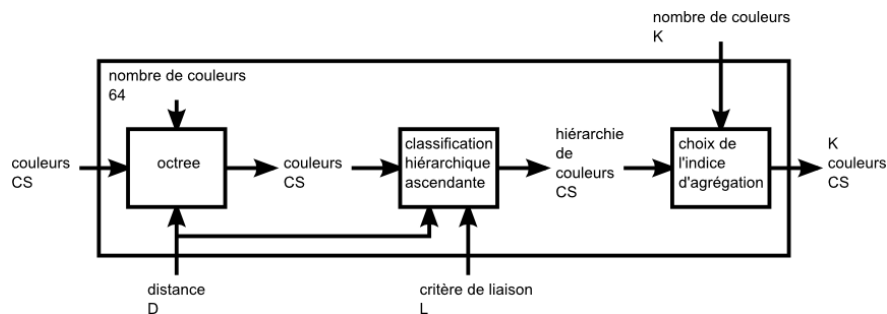 nombre de couleurs
K
nombre de couleurs
64
couleurs
CS
octree
couleurs
CS
classification
hiérarchique
ascendante
hiérarchie
de
couleurs
CS
choix de
l'indice
d'agrégation
K
couleurs
CS
distance
D
critère de liaison
L